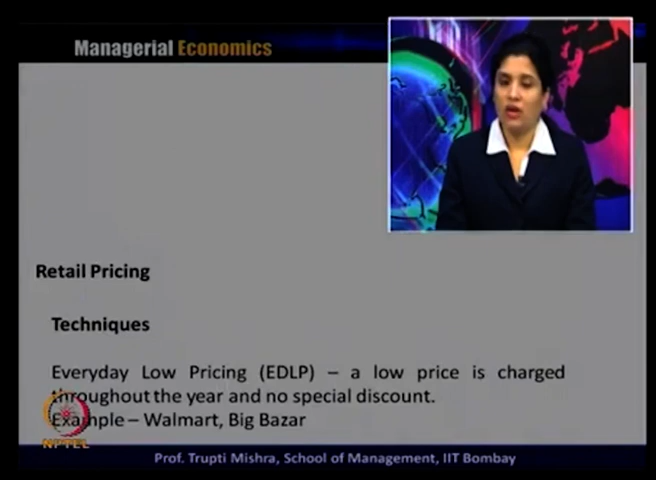 Managerial Economics
Retail Pricing
Techniques
Everyday Low Pricing (EDLP) – a low price is charged
throughout the year and no special discount.
Example – Walmart, Big Bazar
NPTEL
Prof. Trupti Mishra, School of Management, IIT Bombay